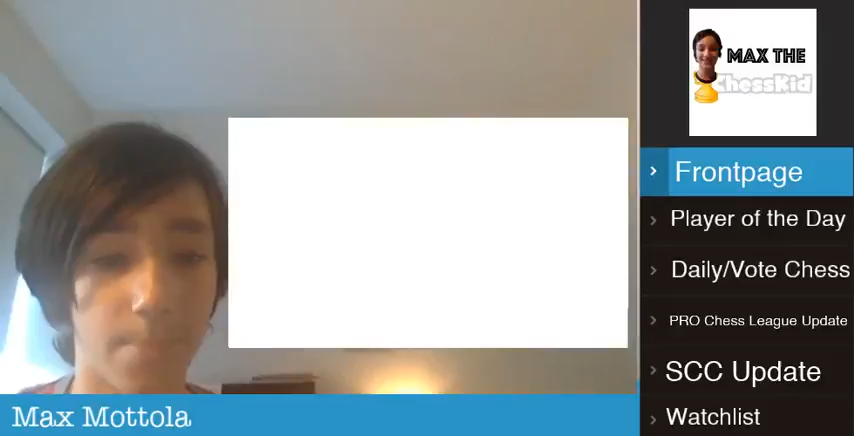 MAX THE
ChessKid
Frontpage
Player of the Day
Daily/Vote Chess
PRO Chess League Update
SCC Update
Watchlist
Max Mottola